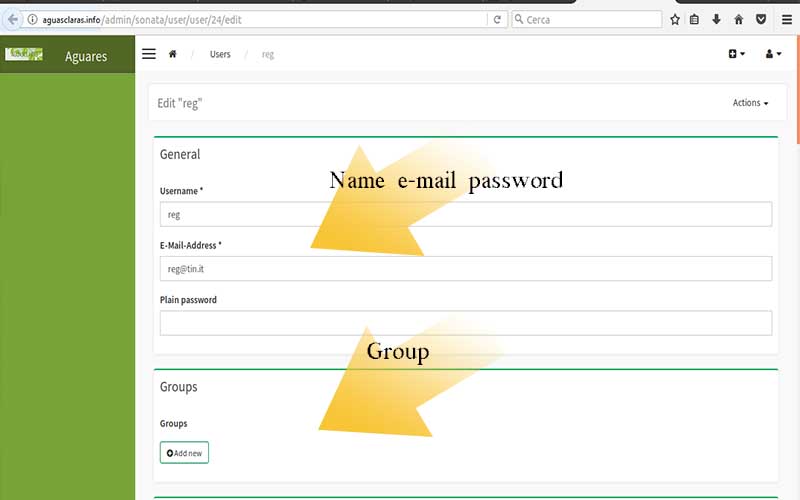 aguasclaras.info/admin/sonata/user/user/24/edit
Cerca
Aguares
/ Users / reg
Edit "reg"
Actions
General
Name e-mail password
Username *
reg
E-Mail-Address *
reg@tin.it
Plain password
Group
Groups
Groups
Add new